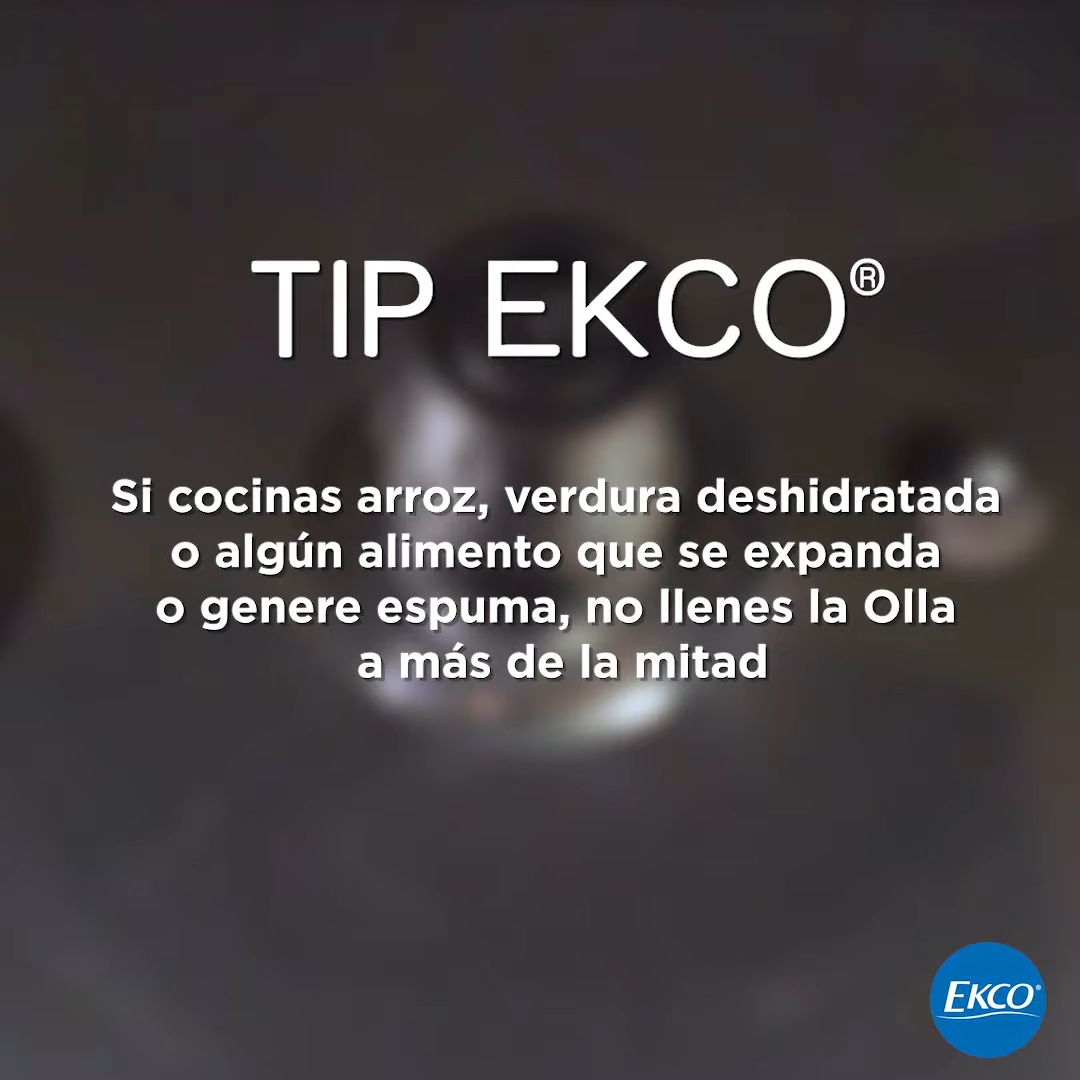 TIP EKCO®
Si cocinas arroz, verdura deshidratada
o algún alimento que se expanda
o genere espuma, no llenes la Olla
a más de la mitad
EKCO®